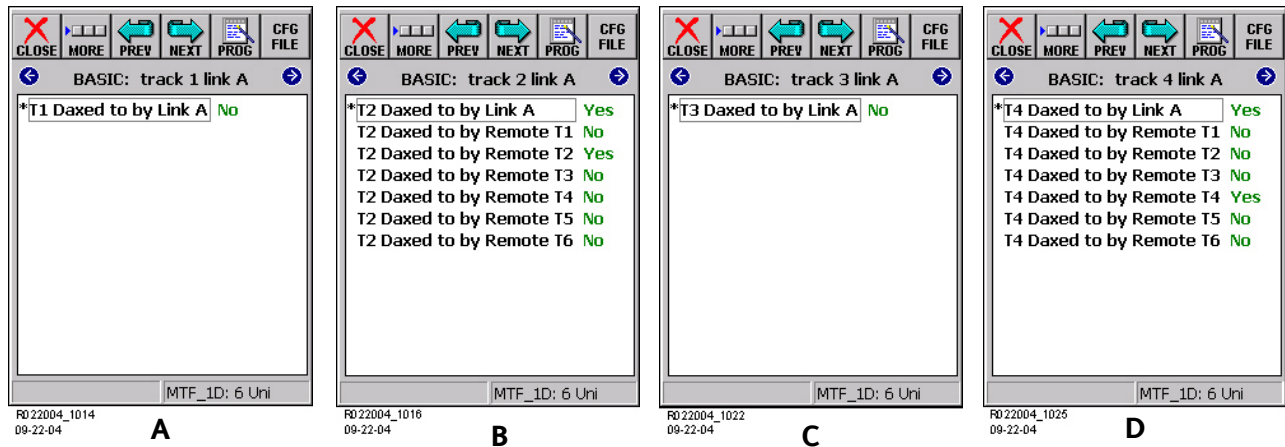 CLOSE MORE PREV NEXT PROG CFG FILE
BASIC: track 1 link A
*T1 Daxed to by Link A No
MTF_1D: 6 Uni
R022004_1014
09-22-04
A
CLOSE MORE PREV NEXT PROG CFG FILE
BASIC: track 2 link A
*T2 Daxed to by Link A Yes
T2 Daxed to by Remote T1 No
T2 Daxed to by Remote T2 Yes
T2 Daxed to by Remote T3 No
T2 Daxed to by Remote T4 No
T2 Daxed to by Remote T5 No
T2 Daxed to by Remote T6 No
MTF_1D: 6 Uni
R022004_1016
09-22-04
B
CLOSE MORE PREV NEXT PROG CFG FILE
BASIC: track 3 link A
*T3 Daxed to by Link A No
MTF_1D: 6 Uni
R022004_1022
09-22-04
C
CLOSE MORE PREV NEXT PROG CFG FILE
BASIC: track 4 link A
*T4 Daxed to by Link A Yes
T4 Daxed to by Remote T1 No
T4 Daxed to by Remote T2 No
T4 Daxed to by Remote T3 No
T4 Daxed to by Remote T4 Yes
T4 Daxed to by Remote T5 No
T4 Daxed to by Remote T6 No
MTF_1D: 6 Uni
R022004_1025
09-22-04
D